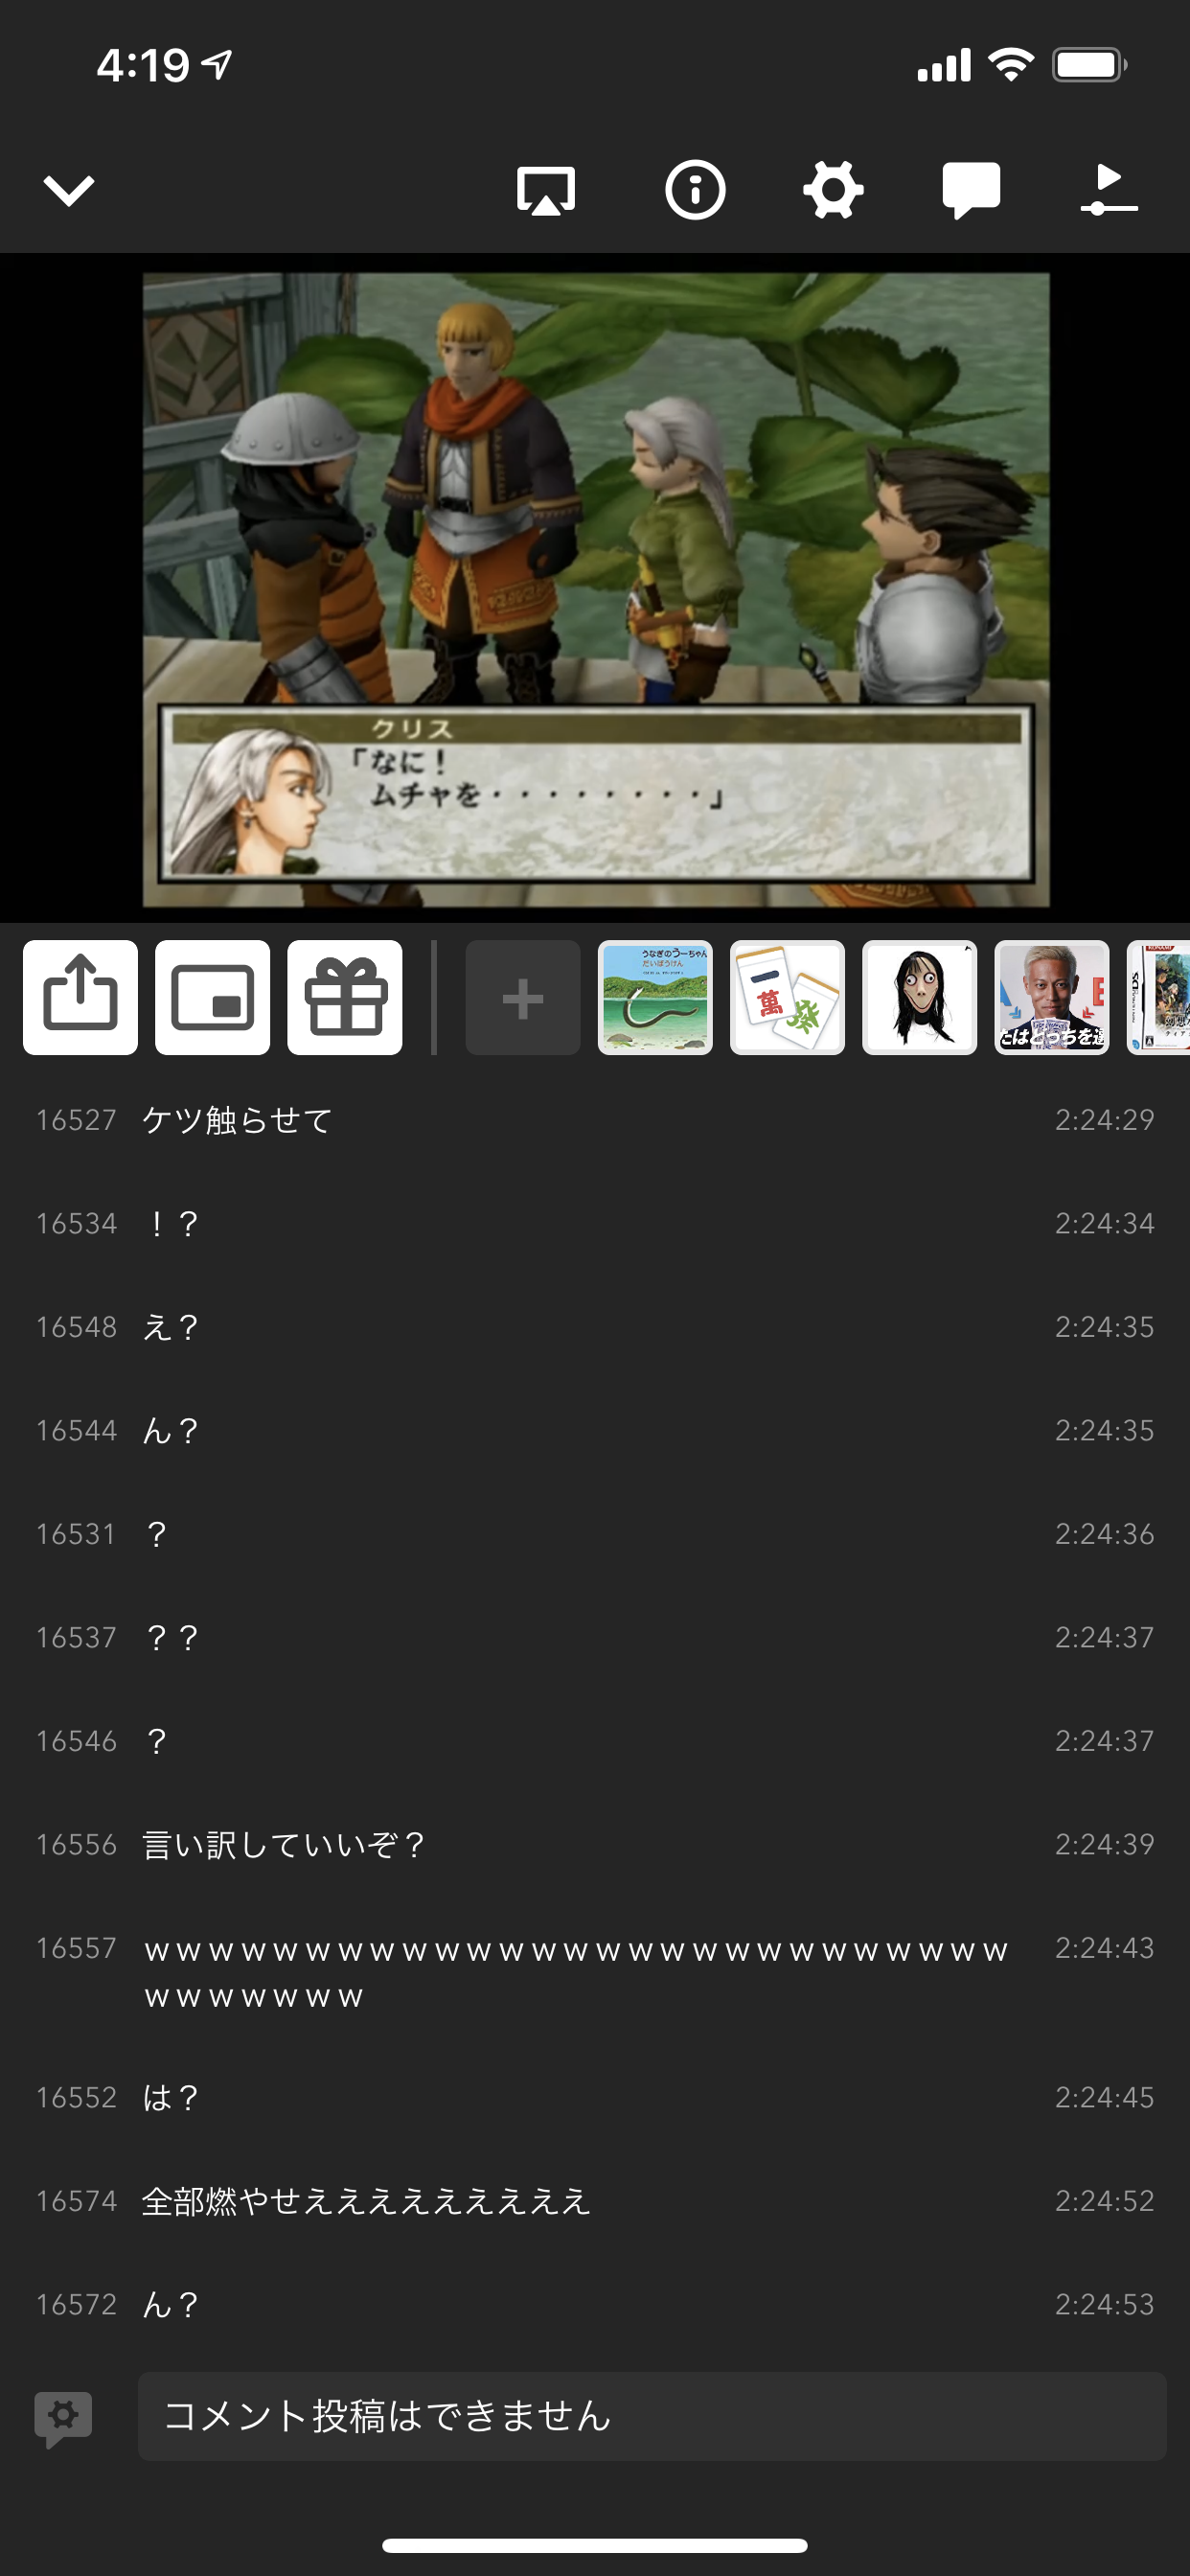 4:19
クリス
「なに！
ムチャを・・・・・・・・」
うなぎのうーちゃん
だいぼうけん
萬
發
たはどっちを選
KONAMI
16527 ケツ触らせて 2:24:29
16534 ！？ 2:24:34
16548 え？ 2:24:35
16544 ん？ 2:24:35
16531 ？ 2:24:36
16537 ？？ 2:24:37
16546 ？ 2:24:37
16556 言い訳していいぞ？ 2:24:39
16557 ｗｗｗｗｗｗｗｗｗｗｗｗｗｗｗｗｗｗｗｗｗｗｗｗｗｗｗ 2:24:43
ｗｗｗｗｗｗｗ
16552 は？ 2:24:45
16574 全部燃やせえええええええええ 2:24:52
16572 ん？ 2:24:53
コメント投稿はできません